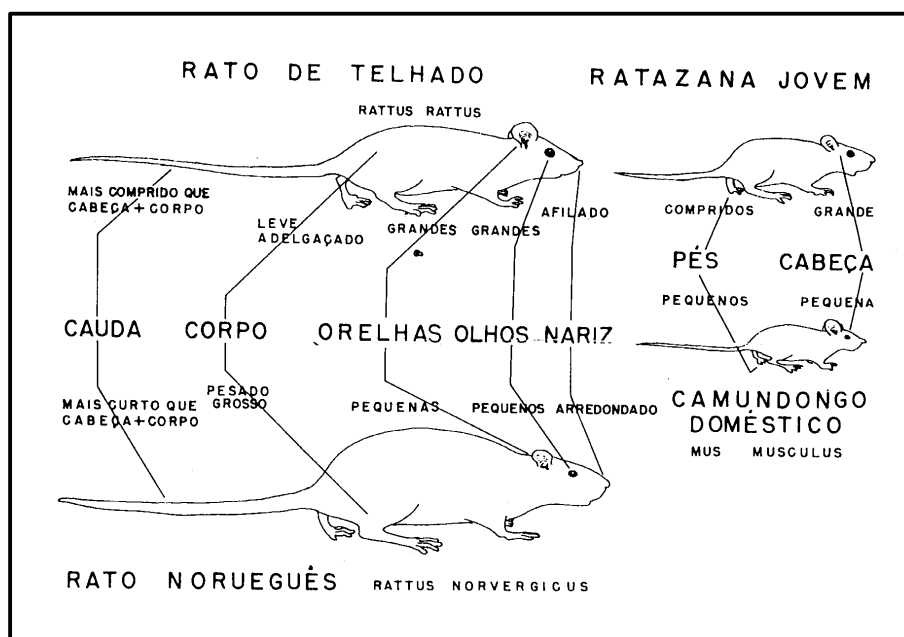 RATO DE TELHADO
RATTUS RATTUS
MAIS COMPRIDO QUE
CABEÇA+CORPO
LEVE
ADELGAÇADO
GRANDES
GRANDES
AFILADO
CAUDA
CORPO
ORELHAS
OLHOS
NARIZ
MAIS CURTO QUE
CABEÇA+CORPO
PESADO
GROSSO
PEQUENAS
PEQUENOS
ARREDONDADO
RATO NORUEGUÊS
RATTUS NORVERGICUS
RATAZANA JOVEM
COMPRIDOS
GRANDE
PÉS
CABEÇA
PEQUENOS
PEQUENA
CAMUNDONGO
DOMÉSTICO
MUS MUSCULUS